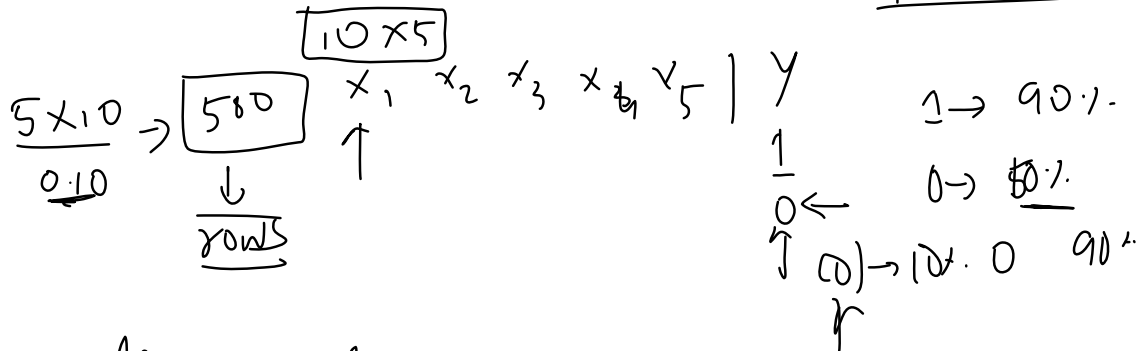 10 x 5
x1 x2 x3 x4 x5 | y
5 x 10 → 500
0.10
↓
rows
1
0 ←
1 → 90%
0 → 10%
(0) → 10%. 0 90%